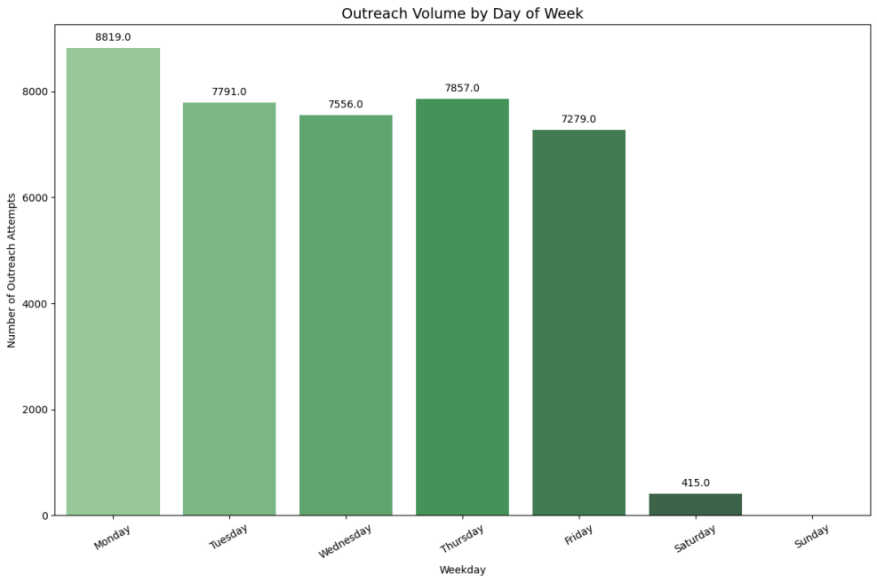 Outreach Volume by Day of Week
8819.0
7791.0
7556.0
7857.0
7279.0
415.0
Number of Outreach Attempts
8000
6000
4000
2000
0
Monday
Tuesday
Wednesday
Thursday
Friday
Saturday
Sunday
Weekday